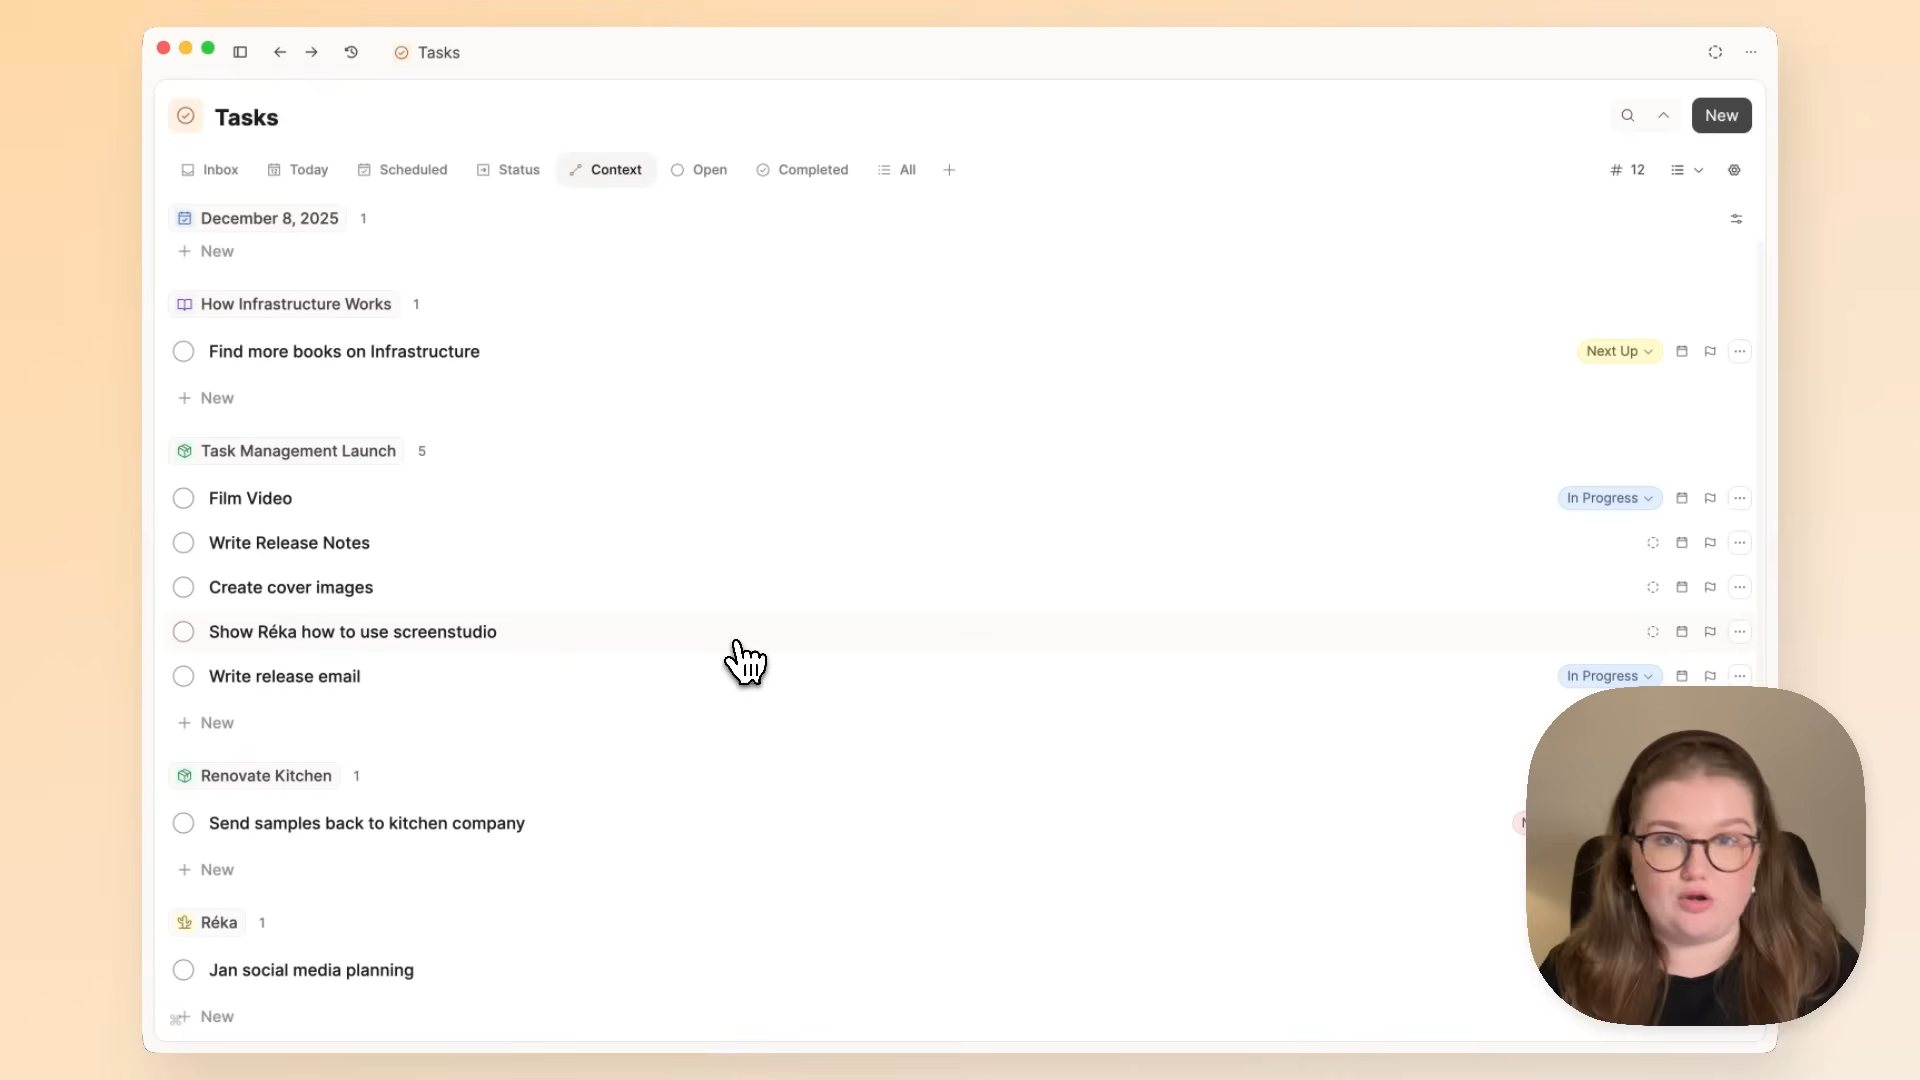 Tasks
Tasks
New
Inbox Today Scheduled Status Context Open Completed All
# 12
December 8, 2025 1
+ New
How Infrastructure Works 1
Find more books on Infrastructure Next Up
+ New
Task Management Launch 5
Film Video In Progress
Write Release Notes
Create cover images
Show Réka how to use screenstudio
Write release email In Progress
+ New
Renovate Kitchen 1
Send samples back to kitchen company
+ New
Réka 1
Jan social media planning
+ New